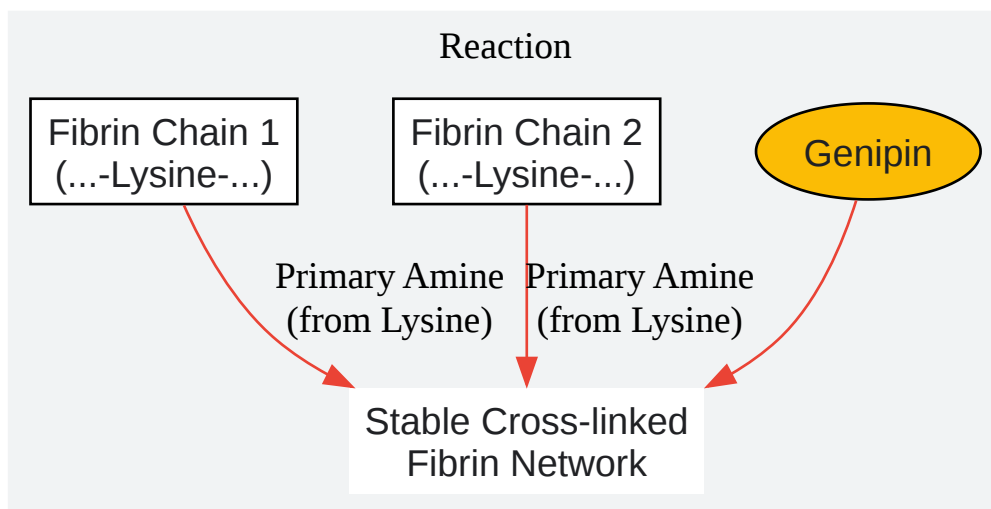 Reaction
Fibrin Chain 1
(...-Lysine-...)
Fibrin Chain 2
(...-Lysine-...)
Genipin
Primary Amine
(from Lysine)
Primary Amine
(from Lysine)
Stable Cross-linked
Fibrin Network